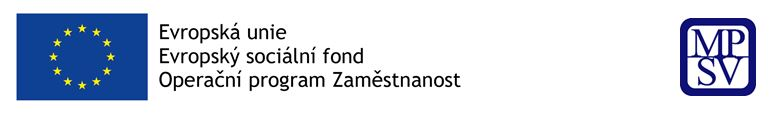 Evropská unie
Evropský sociální fond
Operační program Zaměstnanost
MP
SV